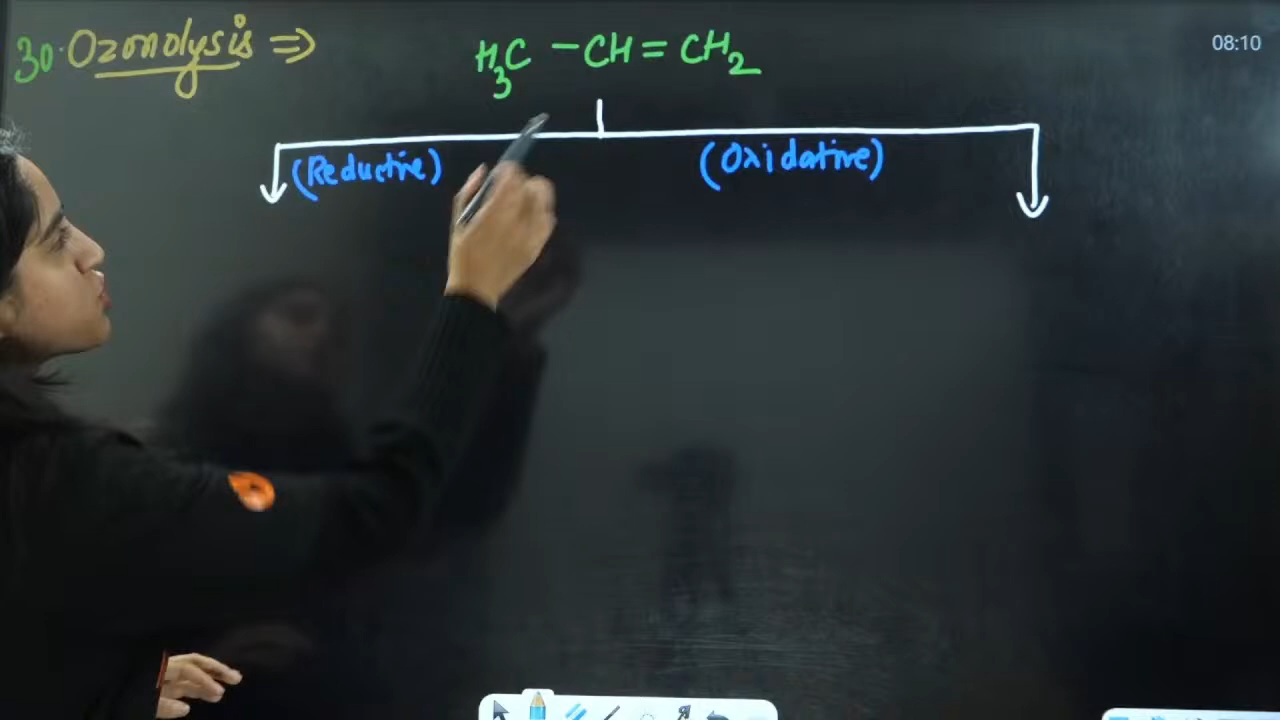 30. Ozonolysis ⇒ H3C - CH = CH2
08:10
(Reductive) (Oxidative)